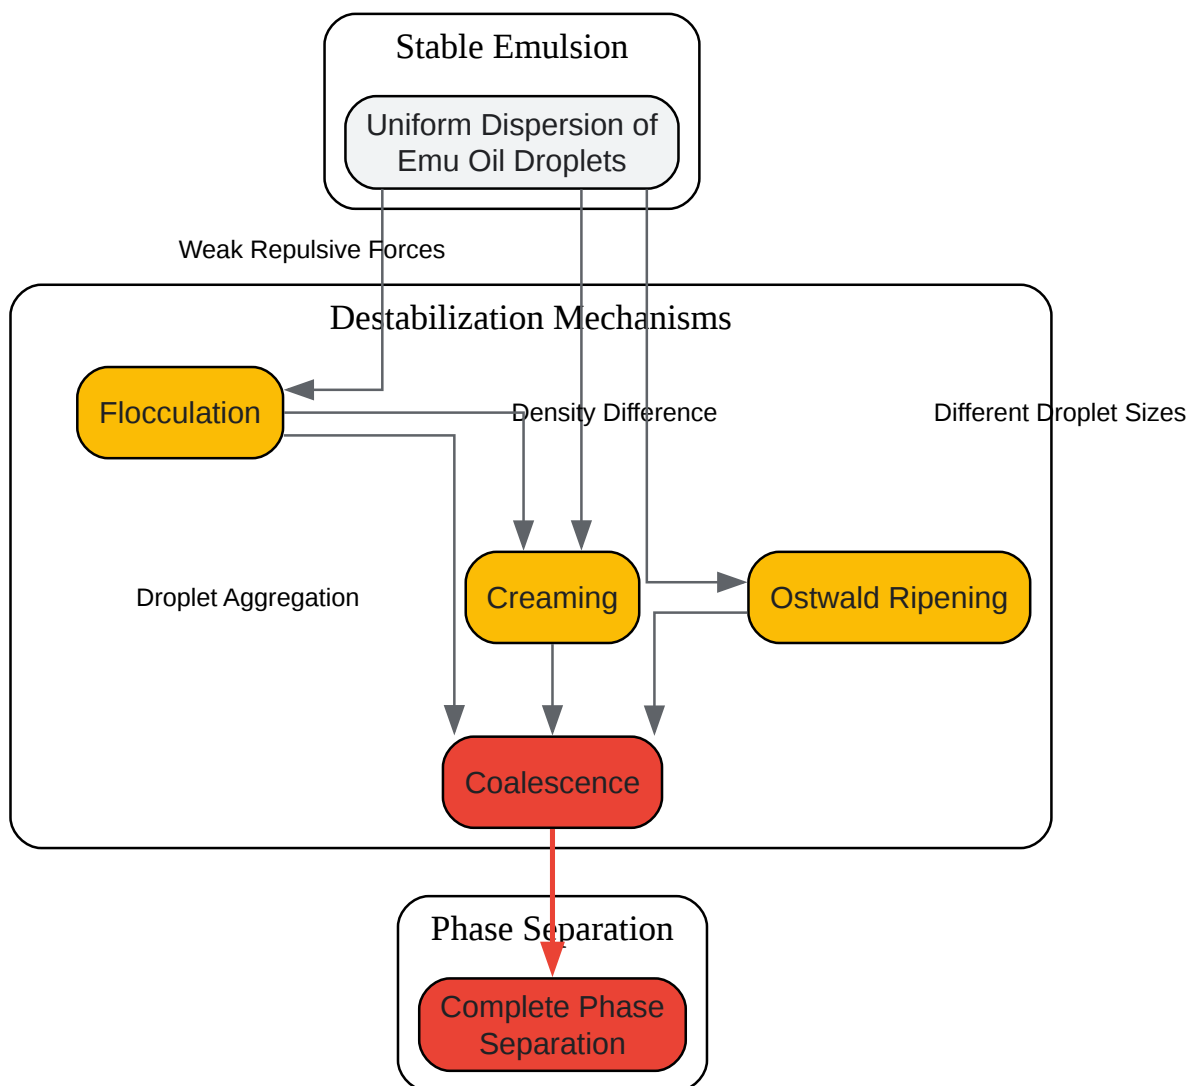 Stable Emulsion
Uniform Dispersion of
Emu Oil Droplets
Weak Repulsive Forces
Destabilization Mechanisms
Flocculation
Density Difference
Different Droplet Sizes
Droplet Aggregation
Creaming
Ostwald Ripening
Coalescence
Phase Separation
Complete Phase
Separation